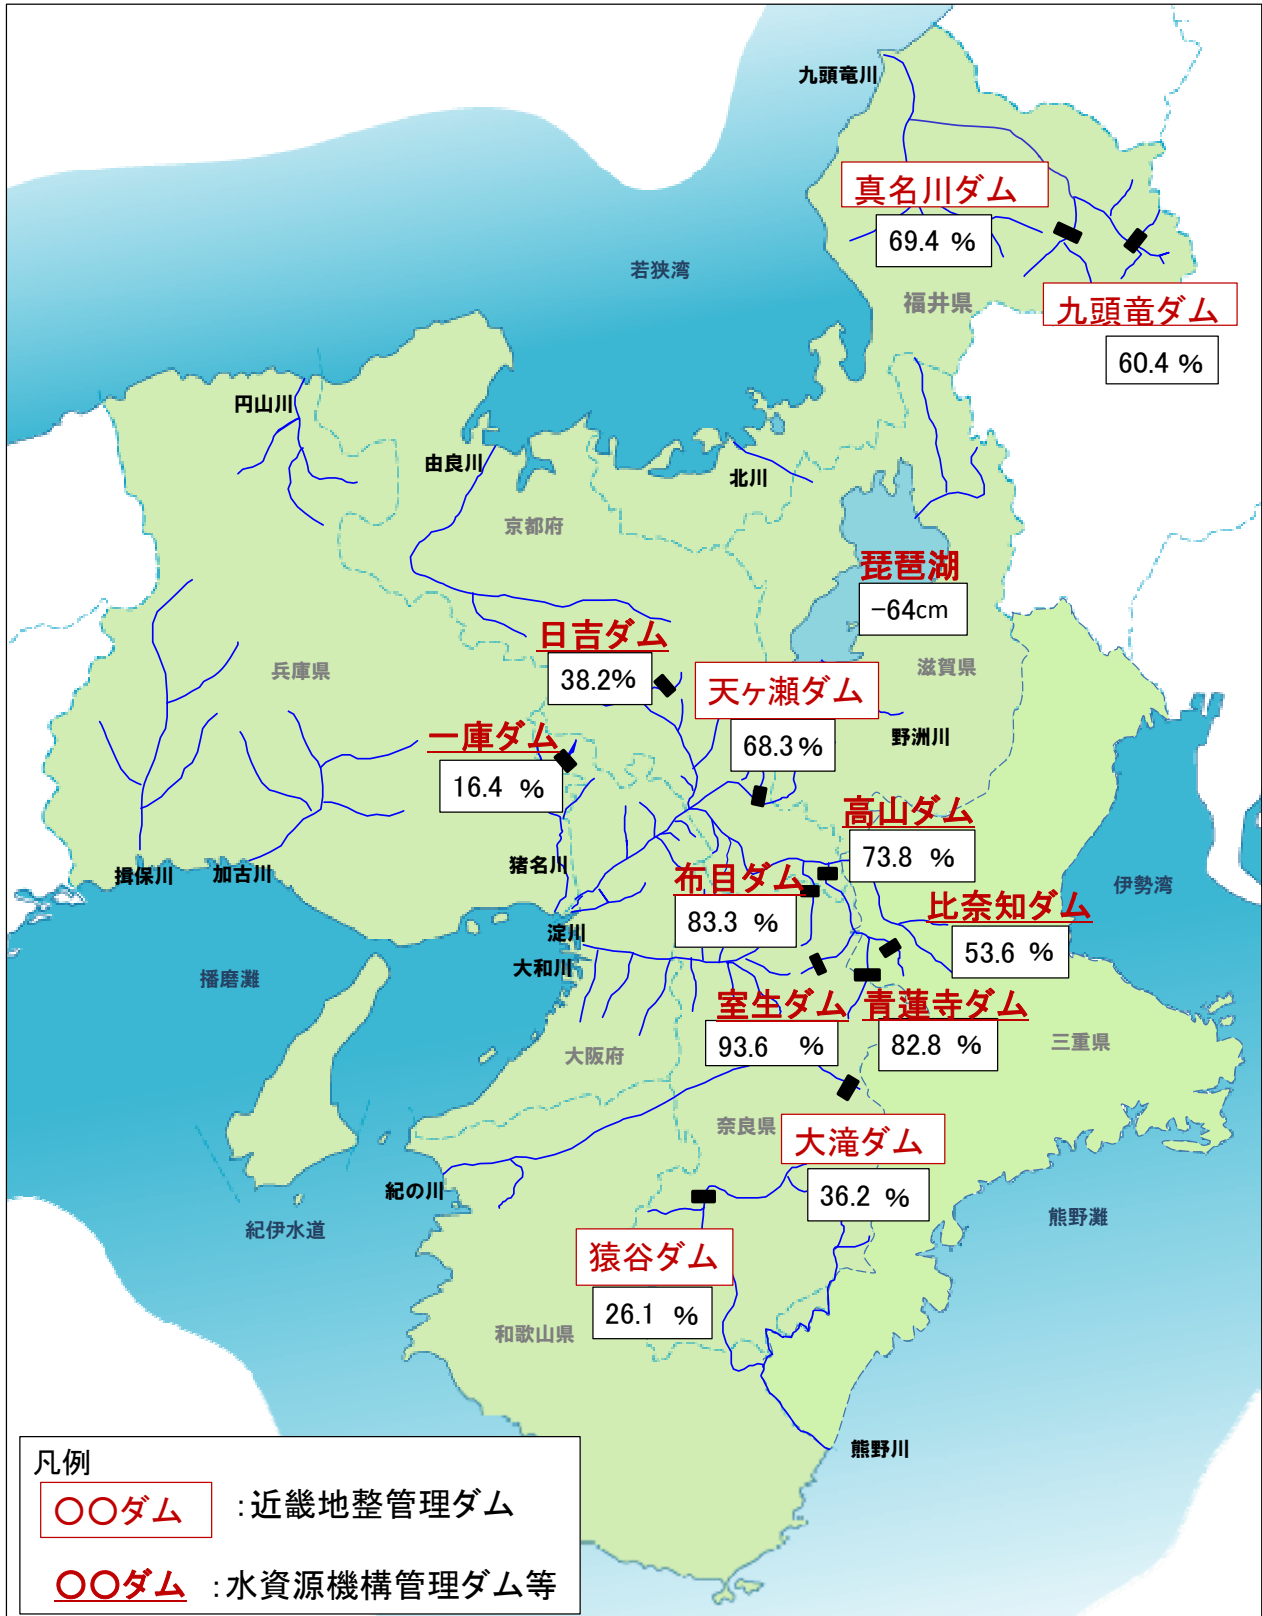 九頭竜川
真名川ダム
69.4 %
若狭湾
福井県
九頭竜ダム
60.4 %
円山川
由良川
北川
京都府
琵琶湖
-64cm
日吉ダム
38.2%
兵庫県
滋賀県
天ヶ瀬ダム
68.3 %
野洲川
一庫ダム
16.4 %
高山ダム
73.8 %
揖保川
加古川
猪名川
布目ダム
83.3 %
伊勢湾
比奈知ダム
53.6 %
淀川
大和川
播磨灘
室生ダム
93.6 %
青蓮寺ダム
82.8 %
大阪府
三重県
奈良県
大滝ダム
36.2 %
紀の川
紀伊水道
熊野灘
猿谷ダム
26.1 %
和歌山県
熊野川
凡例
〇〇ダム :近畿地整管理ダム
〇〇ダム :水資源機構管理ダム等